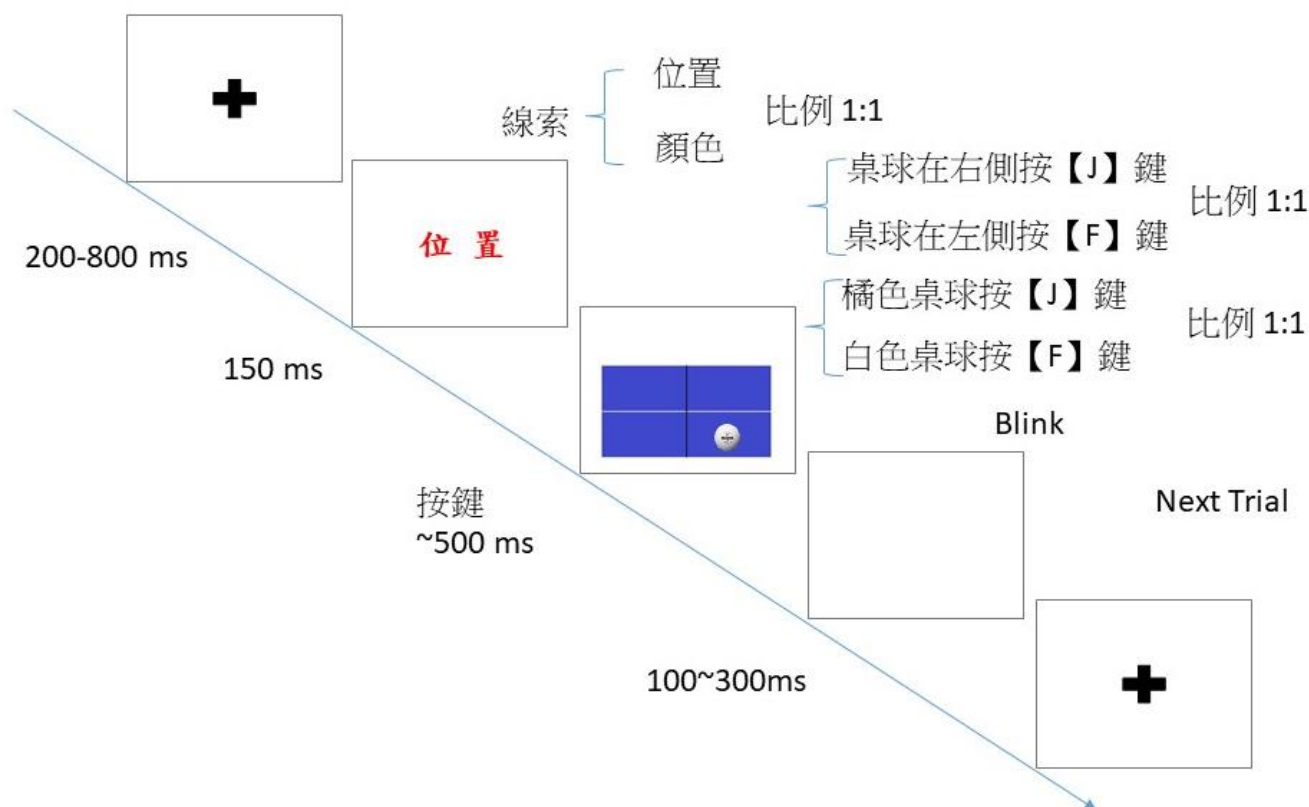 線索
位置
顏色
比例 1:1
桌球在右側按【J】鍵
桌球在左側按【F】鍵
比例 1:1
橘色桌球按【J】鍵
白色桌球按【F】鍵
比例 1:1
200-800 ms
位置
150 ms
按鍵
~500 ms
Blink
100~300ms
Next Trial